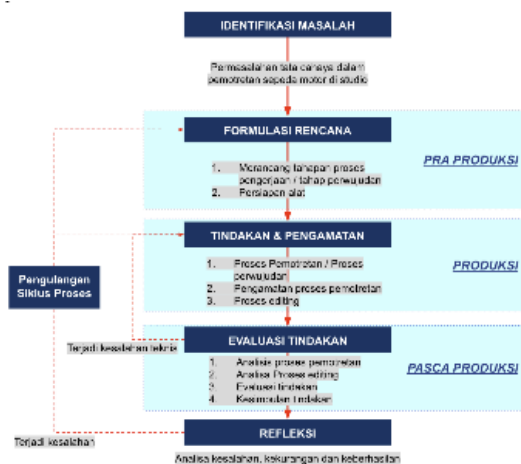 IDENTIFIKASI MASALAH
Permasalahan tata cahaya dalam
pemotretan sepeda motor di studio
FORMULASI RENCANA
1. Merancang tahapan proses
pengerjaan / tahap perwujudan
2. Persiapan alat
PRA PRODUKSI
TINDAKAN & PENGAMATAN
1. Proses Pemotretan / Proses
perwujudan
2. Pengamatan proses pemotretan
3. Proses editing
PRODUKSI
Pengulangan
Siklus Proses
EVALUASI TINDAKAN
Terjadi kesalahan teknis
1. Analisis proses pemotretan
2. Analisa Proses editing
3. Evaluasi tindakan
4. Kesimpulan tindakan
PASCA PRODUKSI
REFLEKSI
Terjadi kesalahan
Analisa kesalahan, kekurangan dan keberhasilan